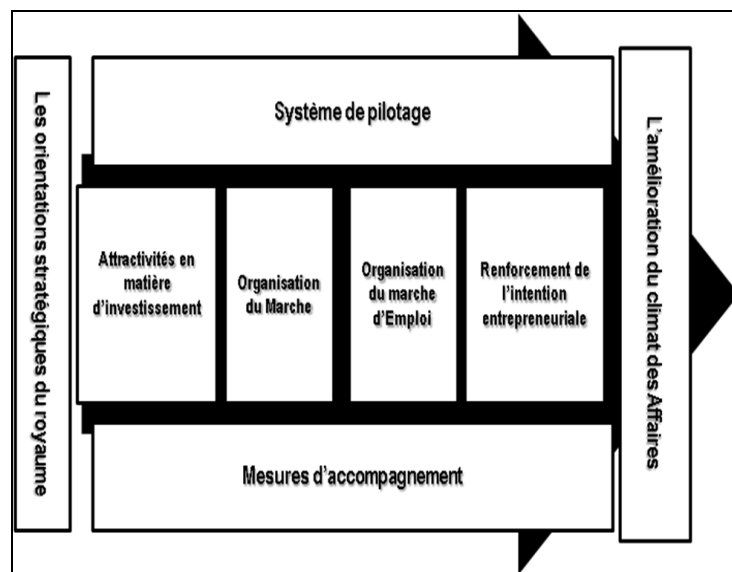 Les orientations stratégiques du royaume
Système de pilotage
Attractivités en
matière
d'investissement
Organisation
du Marche
Organisation
du marche
d'Emploi
Renforcement de
l'intention
entrepreneuriale
Mesures d'accompagnement
L'amélioration du climat des Affaires